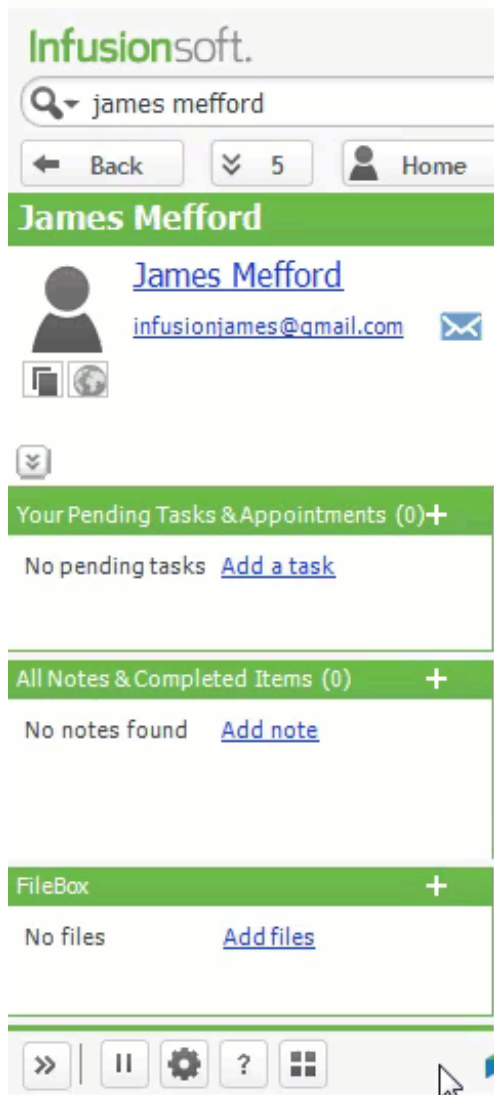 Infusionsoft.
james mefford
Back 5 Home
James Mefford
James Mefford
infusionjames@gmail.com
Your Pending Tasks & Appointments (0)+
No pending tasks Add a task
All Notes & Completed Items (0) +
No notes found Add note
FileBox +
No files Add files
?